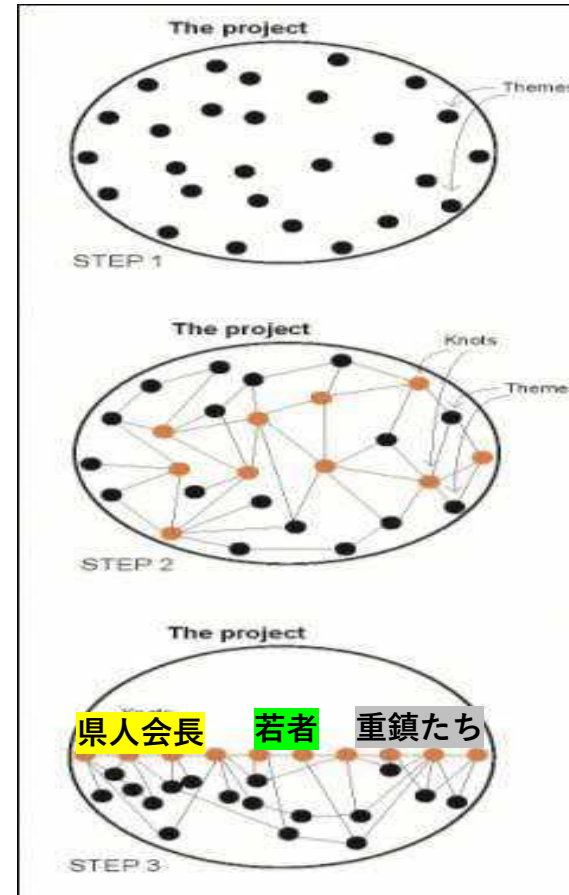 The project
Themes
STEP 1
The project
Knots
Theme
STEP 2
The project
県人会長 若者 重鎮たち
STEP 3